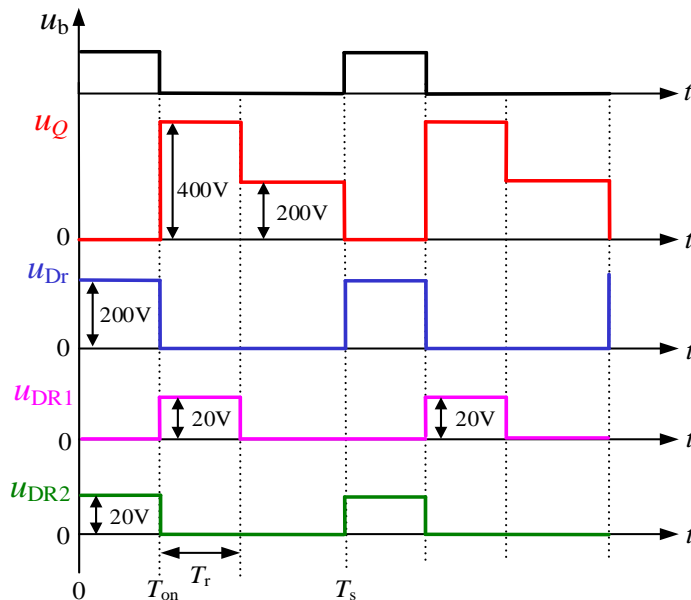 u_b
t
u_Q
400V
200V
0
t
u_Dr
200V
0
t
u_DR1
20V
20V
0
t
u_DR2
20V
0
t
T_r
0
T_on
T_s